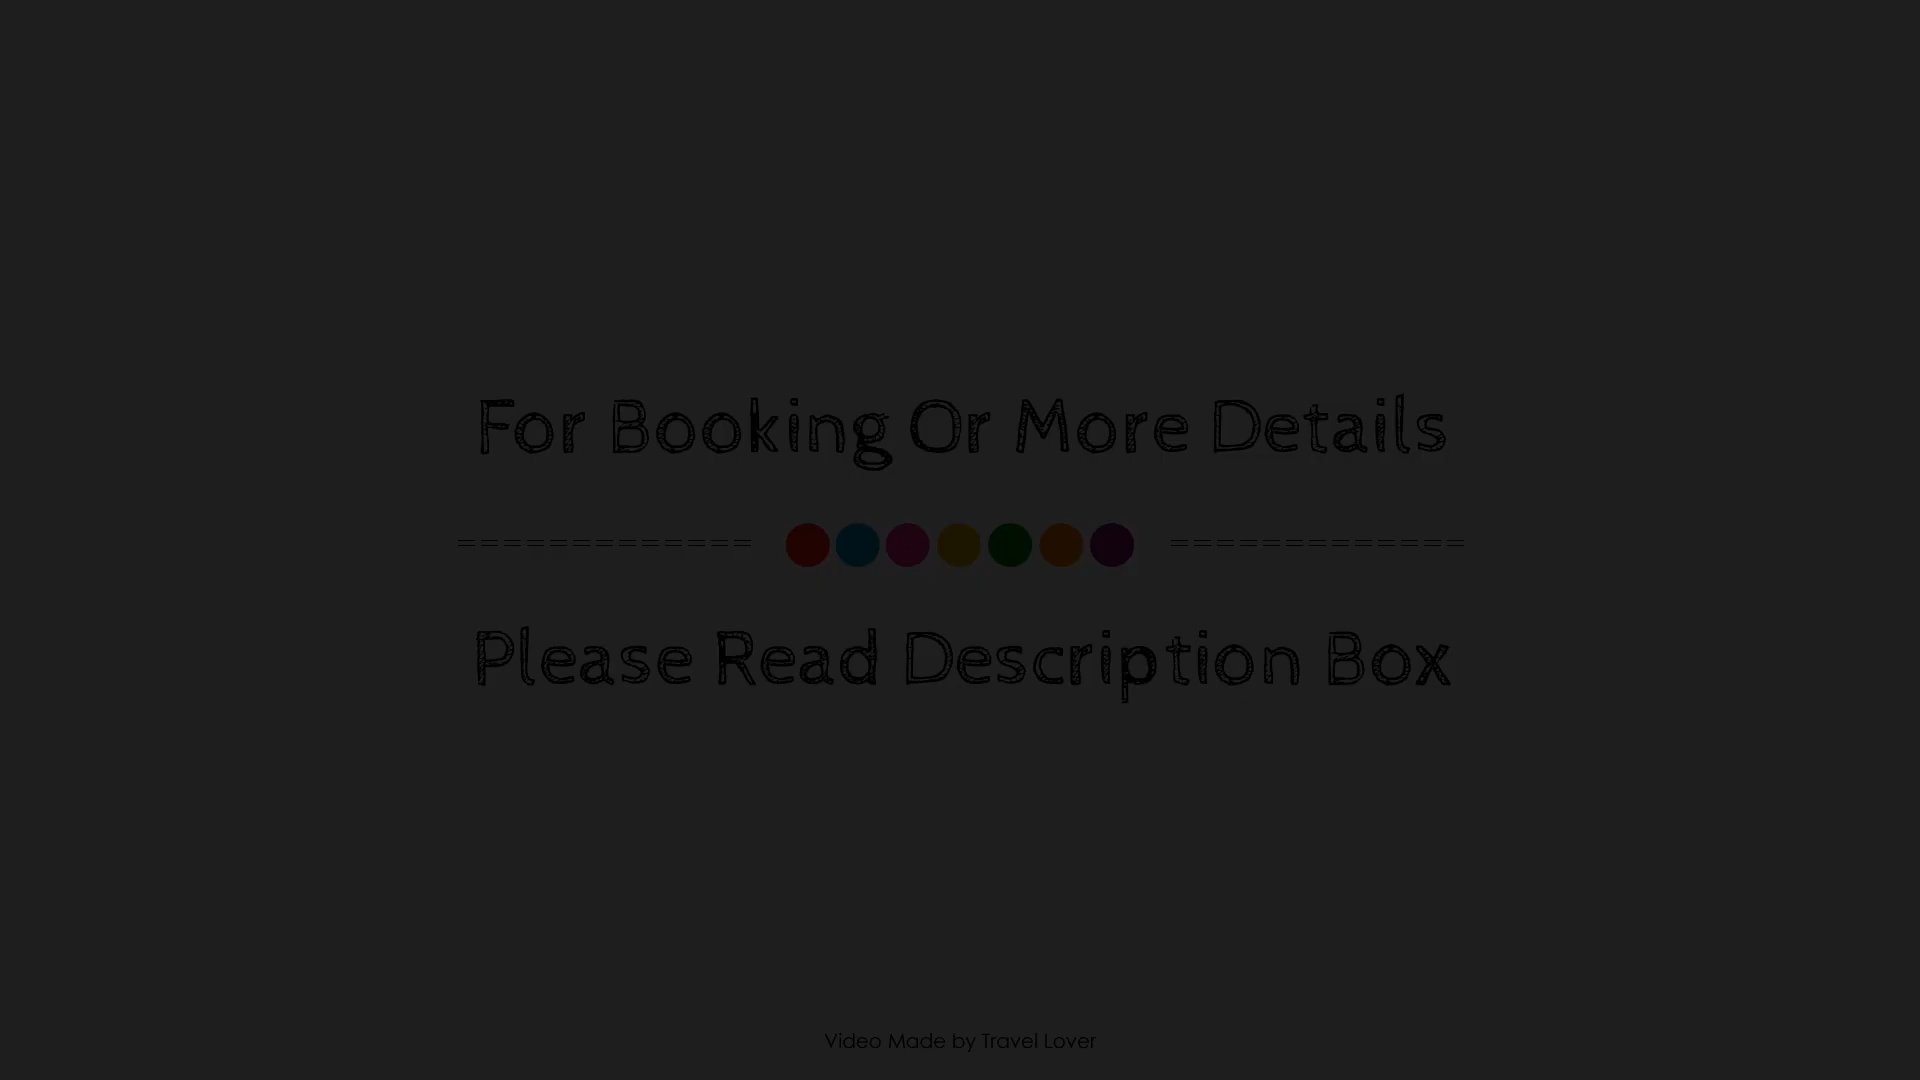 For Booking Or More Details
============= =============
Please Read Description Box
Video Made by Travel Lover